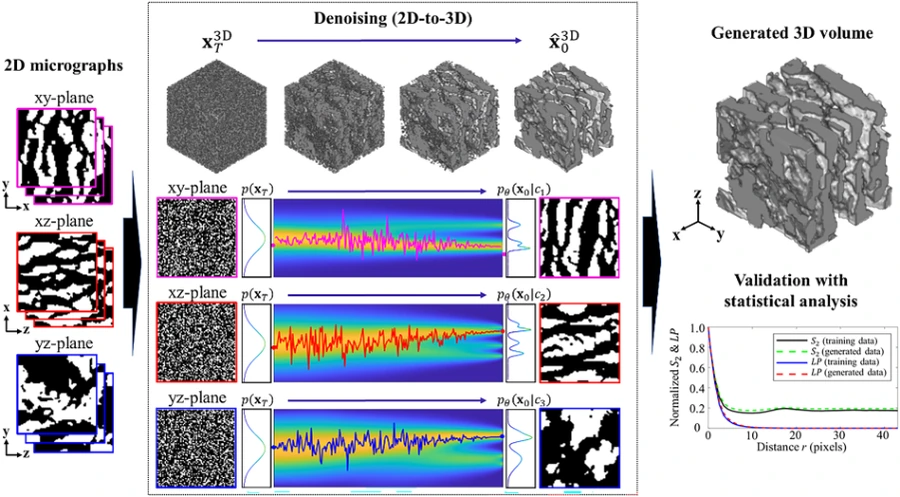 2D micrographs
xy-plane
y
x
xz-plane
x
z
yz-plane
y
z
Denoising (2D-to-3D)
x_T^3D
x̂_0^3D
xy-plane
p(x_T)
p_θ(x_0|c_1)
xz-plane
p(x_T)
p_θ(x_0|c_2)
yz-plane
p(x_T)
p_θ(x_0|c_3)
Generated 3D volume
z
x
y
Validation with
statistical analysis
Normalized S_2 & LP
1.0
0.8
0.6
0.4
0.2
0
S_2 (training data)
S_2 (generated data)
LP (training data)
LP (generated data)
0 10 20 30 40
Distance r (pixels)